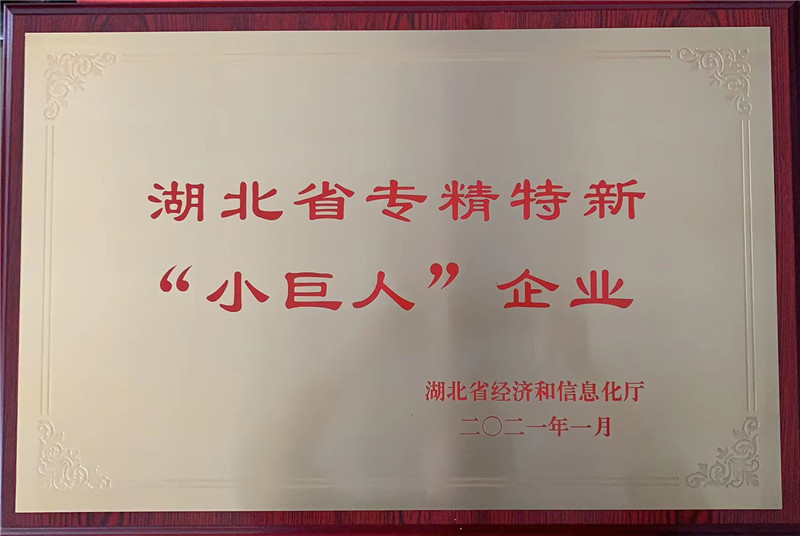 湖北省专精特新
“小巨人”企业
湖北省经济和信息化厅
二〇二一年一月